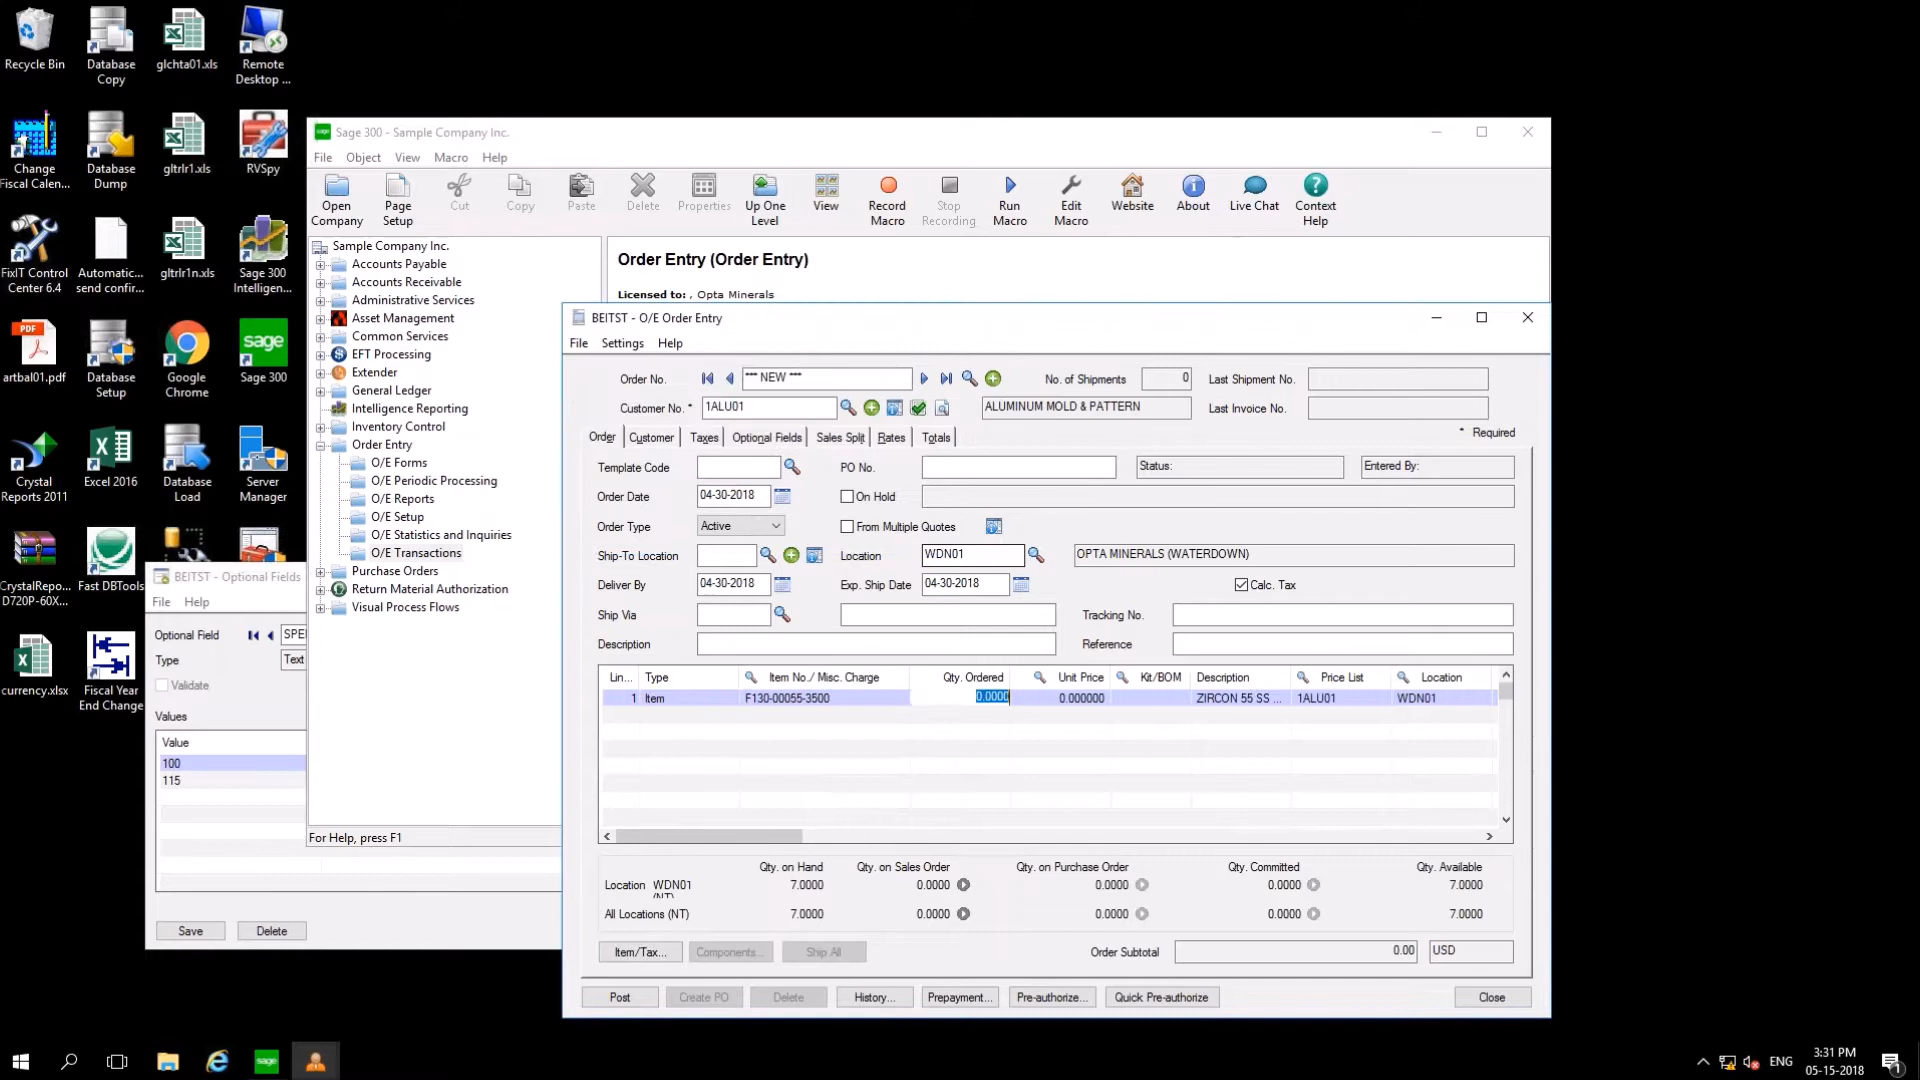 Recycle Bin
Database Copy
glchta01.xls
Remote Desktop ...
Change Fiscal Calen...
Database Dump
gltrlr1.xls
RVSpy
FixIT Control Center 6.4
Automatic... send confir...
gltrlr1n.xls
Sage 300 Intelligen...
PDF
artbal01.pdf
Database Setup
Google Chrome
sage
Sage 300
Crystal Reports 2011
Excel 2016
Database Load
Server Manager
CrystalRepo... D720P-60X...
Fast DBTools
currency.xlsx
Fiscal Year End Change
BEITST - Optional Fields
File Help
Optional Field SPE
Type Text
Validate
Values
Value
100
115
Save Delete
Sage 300 - Sample Company Inc.
File Object View Macro Help
Open Company
Page Setup
Cut
Copy
Paste
Delete
Properties
Up One Level
View
Record Macro
Stop Recording
Run Macro
Edit Macro
Website
About
Live Chat
Context Help
Sample Company Inc.
Accounts Payable
Accounts Receivable
Administrative Services
Asset Management
Common Services
EFT Processing
Extender
General Ledger
Intelligence Reporting
Inventory Control
Order Entry
O/E Forms
O/E Periodic Processing
O/E Reports
O/E Setup
O/E Statistics and Inquiries
O/E Transactions
Purchase Orders
Return Material Authorization
Visual Process Flows
For Help, press F1
Order Entry (Order Entry)
Licensed to: , Opta Minerals
BEITST - O/E Order Entry
File Settings Help
Order No. *** NEW *** No. of Shipments 0 Last Shipment No.
Customer No. * 1ALU01 ALUMINUM MOLD & PATTERN Last Invoice No.
Order Customer Taxes Optional Fields Sales Split Rates Totals * Required
Template Code PO No. Status: Entered By:
Order Date 04-30-2018 On Hold
Order Type Active From Multiple Quotes
Ship-To Location Location WDN01 OPTA MINERALS (WATERDOWN)
Deliver By 04-30-2018 Exp. Ship Date 04-30-2018 Calc. Tax
Ship Via Tracking No.
Description Reference
Lin... Type Item No./ Misc. Charge Qty. Ordered Unit Price Kit/BOM Description Price List Location
1 Item F130-00055-3500 0.0000 0.000000 ZIRCON 55 SS ... 1ALU01 WDN01
Qty. on Hand Qty. on Sales Order Qty. on Purchase Order Qty. Committed Qty. Available
Location WDN01 7.0000 0.0000 0.0000 0.0000 7.0000
All Locations (NT) 7.0000 0.0000 0.0000 0.0000 7.0000
Item/Tax... Components... Ship All Order Subtotal 0.00 USD
Post Create PO Delete History... Prepayment... Pre-authorize... Quick Pre-authorize Close
sage
ENG
3:31 PM
05-15-2018
1